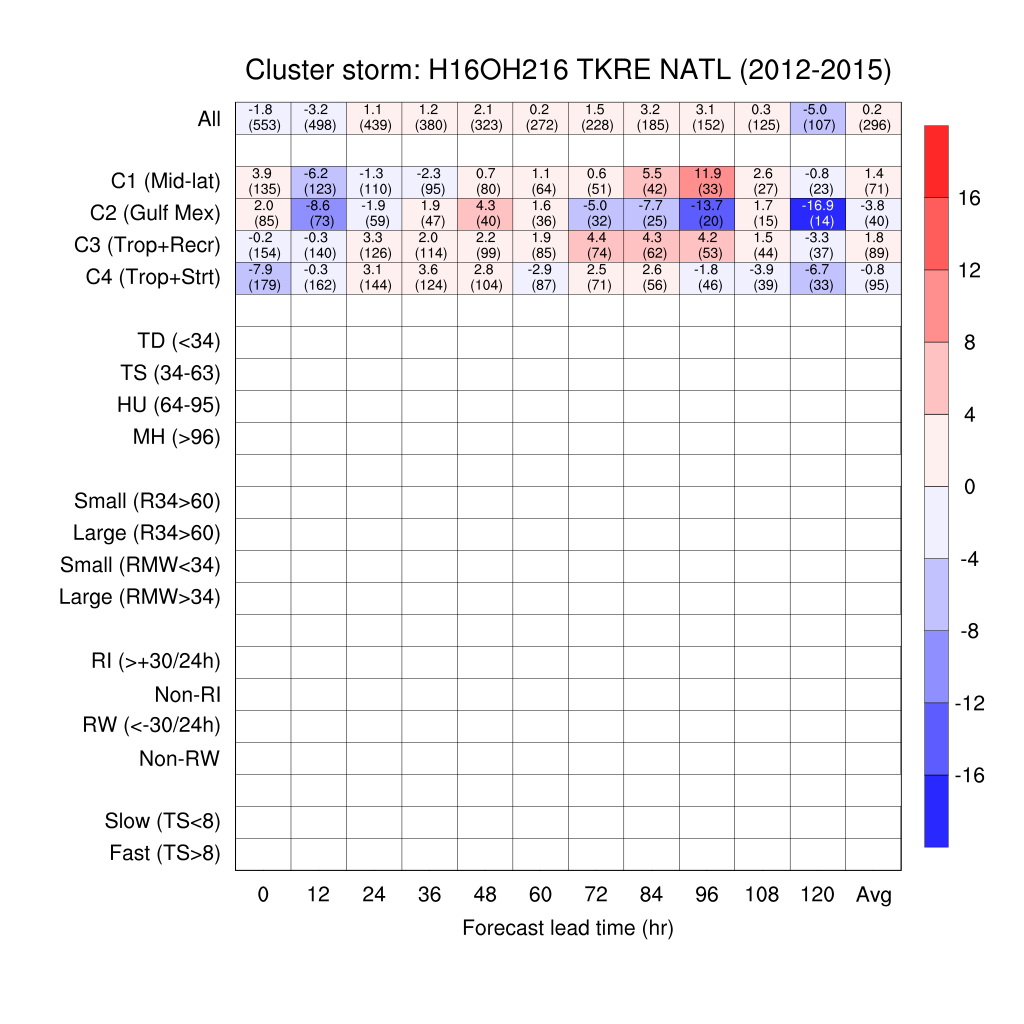 Cluster storm: H16OH216 TKRE NATL (2012-2015)
All -1.8 -3.2 1.1 1.2 2.1 0.2 1.5 3.2 3.1 0.3 -5.0 0.2
(553) (498) (439) (380) (323) (272) (228) (185) (152) (125) (107) (296)
C1 (Mid-lat) 3.9 -6.2 -1.3 -2.3 0.7 1.1 0.6 5.5 11.9 2.6 -0.8 1.4
(135) (123) (110) (95) (80) (64) (51) (42) (33) (27) (23) (71)
C2 (Gulf Mex) 2.0 -8.6 -1.9 1.9 4.3 1.6 -5.0 -7.7 -13.7 1.7 -16.9 -3.8
(85) (73) (59) (47) (40) (36) (32) (25) (20) (15) (14) (40)
C3 (Trop+Recr) -0.2 -0.3 3.3 2.0 2.2 1.9 4.4 4.3 4.2 1.5 -3.3 1.8
(154) (140) (126) (114) (99) (85) (74) (62) (53) (44) (37) (89)
C4 (Trop+Strt) -7.9 -0.3 3.1 3.6 2.8 -2.9 2.5 2.6 -1.8 -3.9 -6.7 -0.8
(179) (162) (144) (124) (104) (87) (71) (56) (46) (39) (33) (95)
TD (<34)
TS (34-63)
HU (64-95)
MH (>96)
Small (R34>60)
Large (R34>60)
Small (RMW<34)
Large (RMW>34)
RI (>+30/24h)
Non-RI
RW (<-30/24h)
Non-RW
Slow (TS<8)
Fast (TS>8)
0 12 24 36 48 60 72 84 96 108 120 Avg
Forecast lead time (hr)
16
12
8
4
0
-4
-8
-12
-16